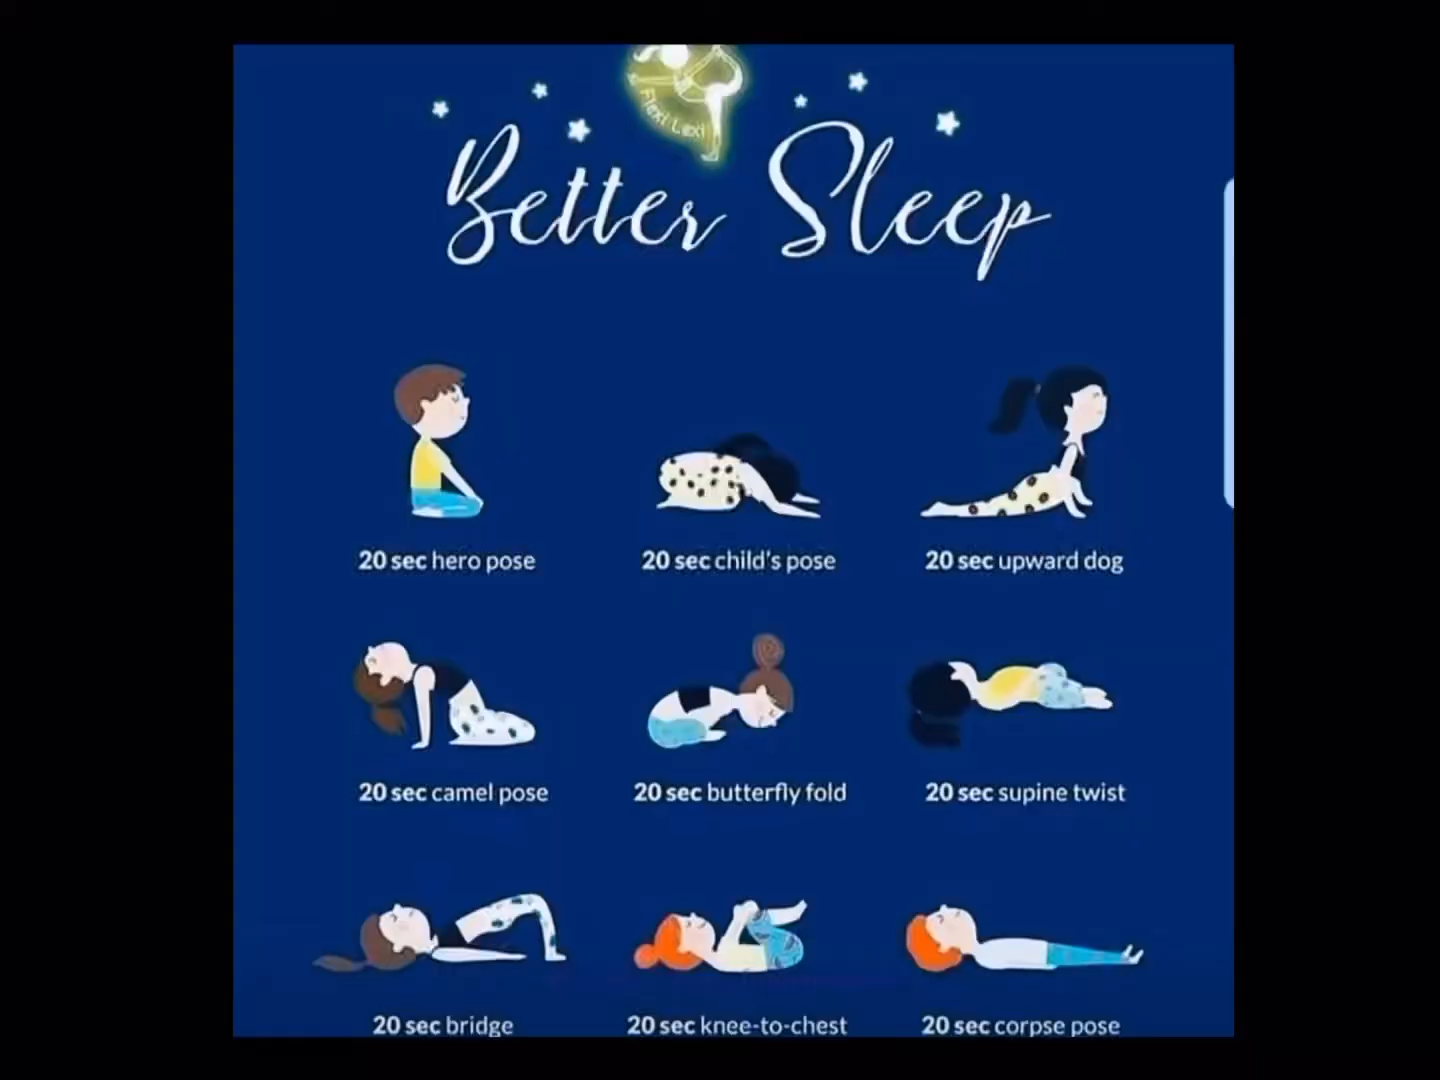 Flexi Lexi
Better Sleep
20 sec hero pose
20 sec child's pose
20 sec upward dog
20 sec camel pose
20 sec butterfly fold
20 sec supine twist
20 sec bridge
20 sec knee-to-chest
20 sec corpse pose